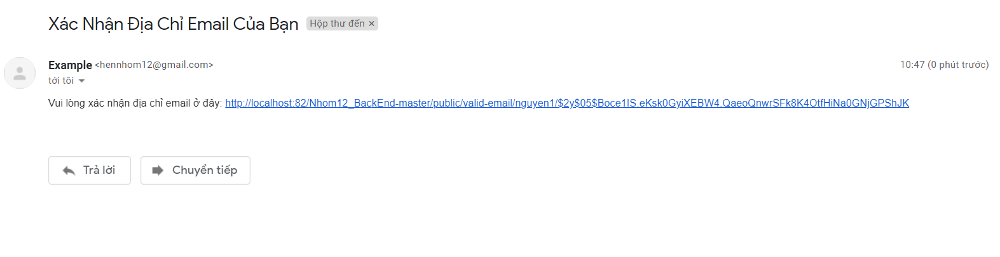 Xác Nhận Địa Chỉ Email Của Bạn Hộp thư đến ×
Example <hennhom12@gmail.com> 10:47 (0 phút trước)
tới tôi
Vui lòng xác nhận địa chỉ email ở đây: http://localhost:82/Nhom12_BackEnd-master/public/valid-email/nguyen1/$2y$05$Boce1IS.eKsk0GyiXEBW4.QaeoQnwrSFk8K4OtfHiNa0GNjGPShJK
Trả lời Chuyển tiếp